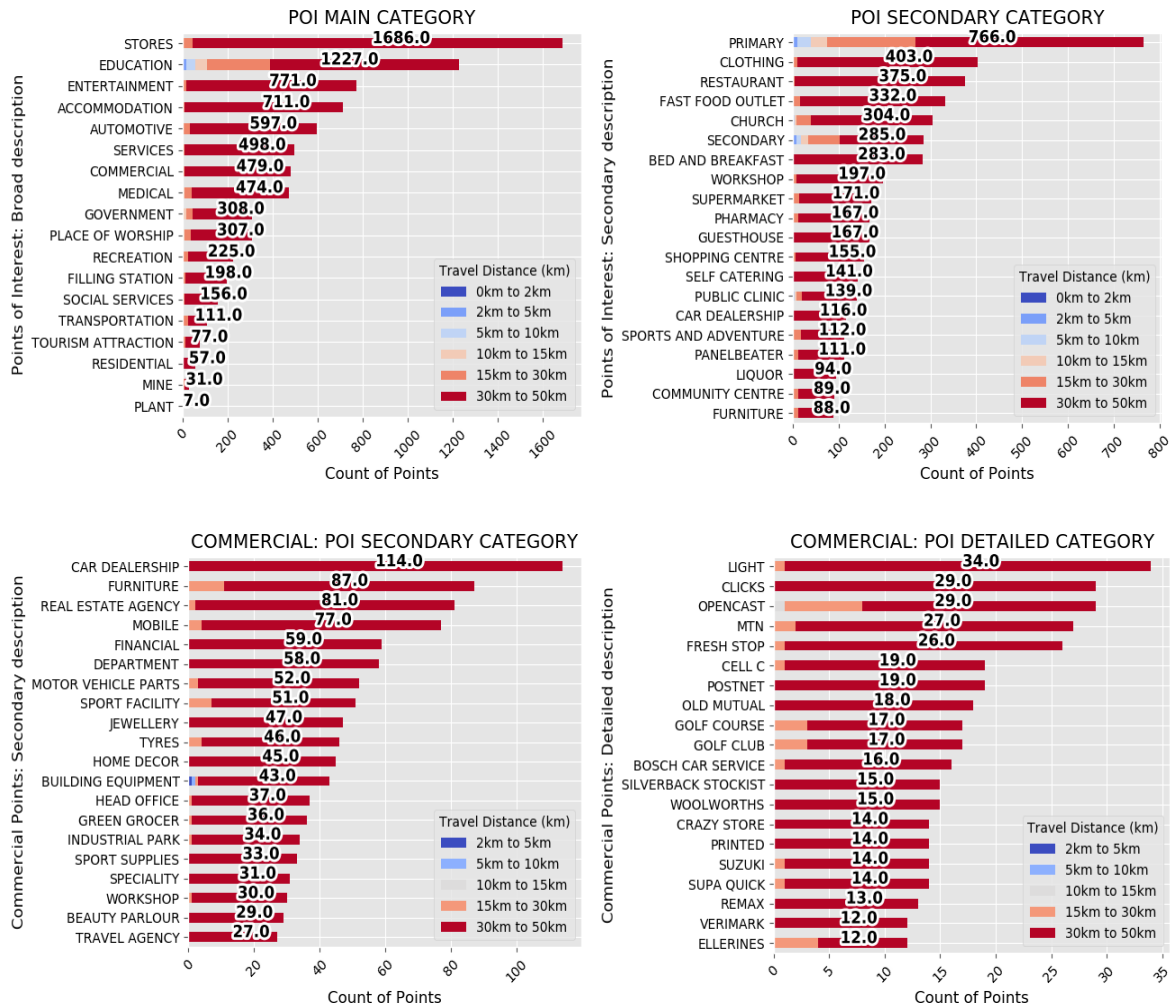 POI MAIN CATEGORY
Points of Interest: Broad description
STORES 1686.0
EDUCATION 1227.0
ENTERTAINMENT 771.0
ACCOMMODATION 711.0
AUTOMOTIVE 597.0
SERVICES 498.0
COMMERCIAL 479.0
MEDICAL 474.0
GOVERNMENT 308.0
PLACE OF WORSHIP 307.0
RECREATION 225.0
FILLING STATION 198.0
SOCIAL SERVICES 156.0
TRANSPORTATION 111.0
TOURISM ATTRACTION 77.0
RESIDENTIAL 57.0
MINE 31.0
PLANT 7.0
Travel Distance (km)
0km to 2km
2km to 5km
5km to 10km
10km to 15km
15km to 30km
30km to 50km
0 200 400 600 800 1000 1200 1400 1600
Count of Points
POI SECONDARY CATEGORY
Points of Interest: Secondary description
PRIMARY 766.0
CLOTHING 403.0
RESTAURANT 375.0
FAST FOOD OUTLET 332.0
CHURCH 304.0
SECONDARY 285.0
BED AND BREAKFAST 283.0
WORKSHOP 197.0
SUPERMARKET 171.0
PHARMACY 167.0
GUESTHOUSE 167.0
SHOPPING CENTRE 155.0
SELF CATERING 141.0
PUBLIC CLINIC 139.0
CAR DEALERSHIP 116.0
SPORTS AND ADVENTURE 112.0
PANELBEATER 111.0
LIQUOR 94.0
COMMUNITY CENTRE 89.0
FURNITURE 88.0
Travel Distance (km)
0km to 2km
2km to 5km
5km to 10km
10km to 15km
15km to 30km
30km to 50km
0 100 200 300 400 500 600 700 800
Count of Points
COMMERCIAL: POI SECONDARY CATEGORY
Commercial Points: Secondary description
CAR DEALERSHIP 114.0
FURNITURE 87.0
REAL ESTATE AGENCY 81.0
MOBILE 77.0
FINANCIAL 59.0
DEPARTMENT 58.0
MOTOR VEHICLE PARTS 52.0
SPORT FACILITY 51.0
JEWELLERY 47.0
TYRES 46.0
HOME DECOR 45.0
BUILDING EQUIPMENT 43.0
HEAD OFFICE 37.0
GREEN GROCER 36.0
INDUSTRIAL PARK 34.0
SPORT SUPPLIES 33.0
SPECIALITY 31.0
WORKSHOP 30.0
BEAUTY PARLOUR 29.0
TRAVEL AGENCY 27.0
Travel Distance (km)
2km to 5km
5km to 10km
10km to 15km
15km to 30km
30km to 50km
0 20 40 60 80 100
Count of Points
COMMERCIAL: POI DETAILED CATEGORY
Commercial Points: Detailed description
LIGHT 34.0
CLICKS 29.0
OPENCAST 29.0
MTN 27.0
FRESH STOP 26.0
CELL C 19.0
POSTNET 19.0
OLD MUTUAL 18.0
GOLF COURSE 17.0
GOLF CLUB 17.0
BOSCH CAR SERVICE 16.0
SILVERBACK STOCKIST 15.0
WOOLWORTHS 15.0
CRAZY STORE 14.0
PRINTED 14.0
SUZUKI 14.0
SUPA QUICK 14.0
REMAX 13.0
VERIMARK 12.0
ELLERINES 12.0
Travel Distance (km)
2km to 5km
5km to 10km
10km to 15km
15km to 30km
30km to 50km
0 5 10 15 20 25 30 35
Count of Points